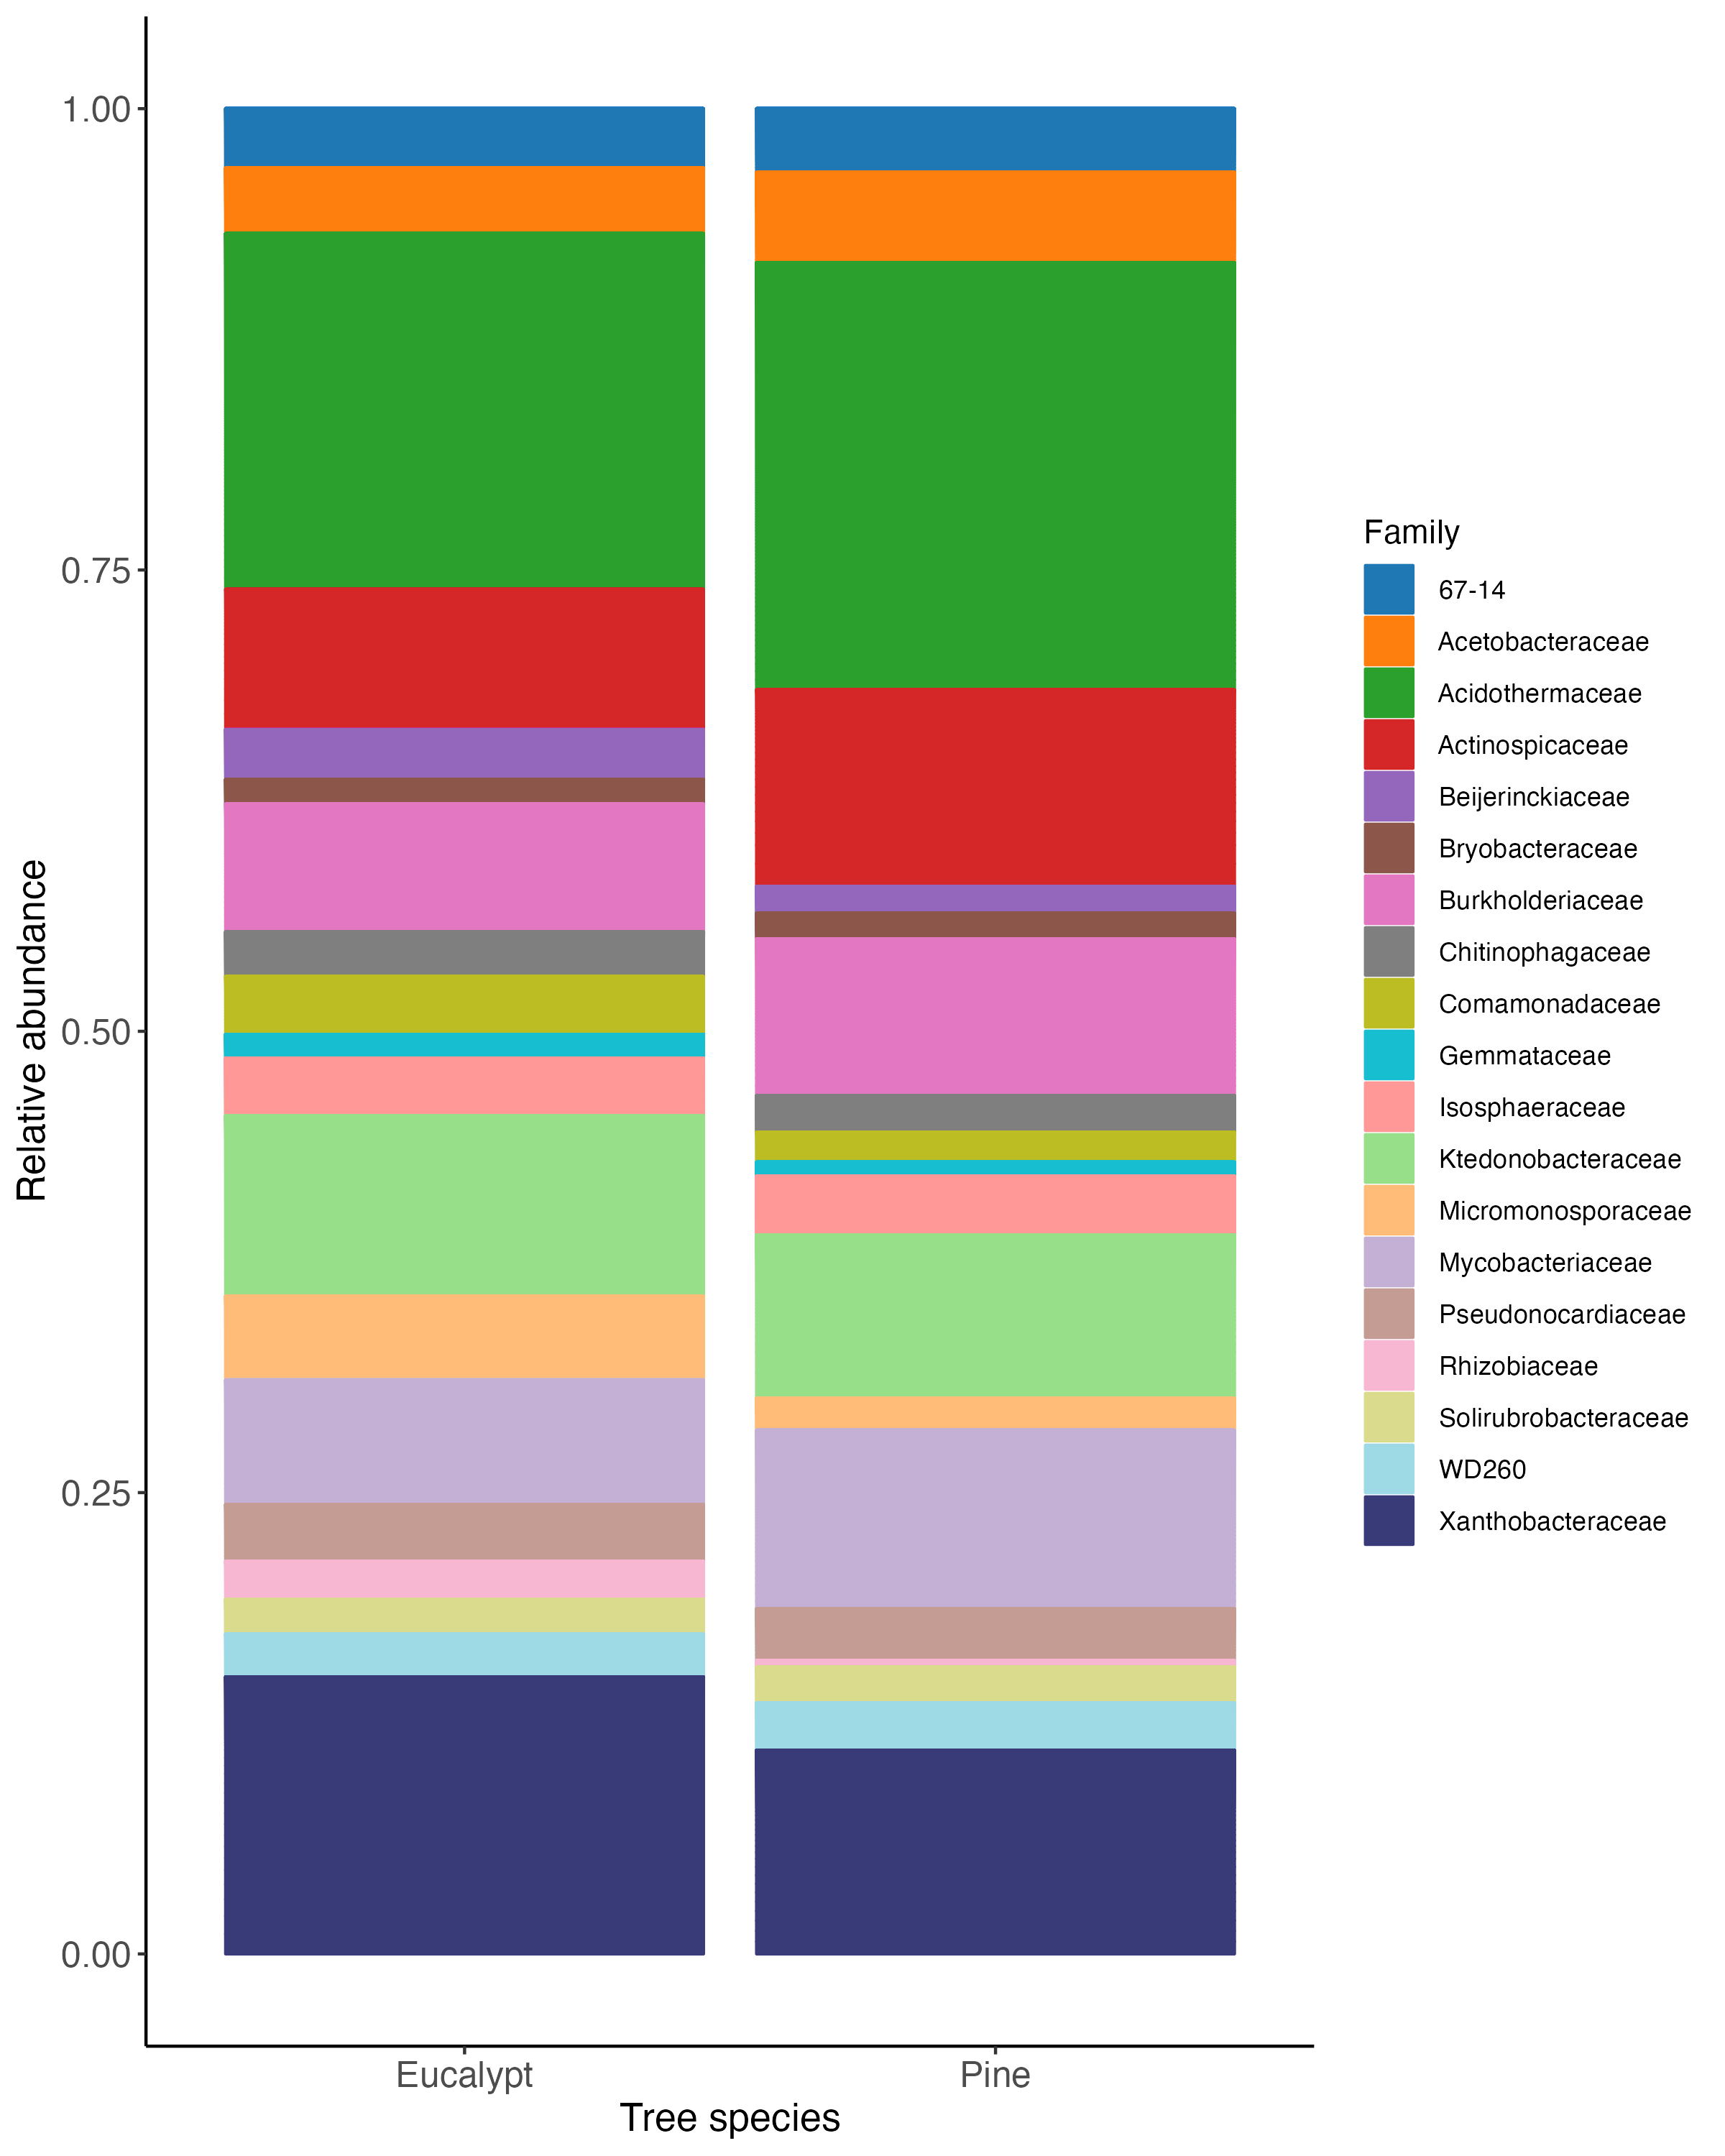 1.00
0.75
0.50
0.25
0.00
Relative abundance
Eucalypt
Pine
Tree species
Family
67-14
Acetobacteraceae
Acidothermaceae
Actinospicaceae
Beijerinckiaceae
Bryobacteraceae
Burkholderiaceae
Chitinophagaceae
Comamonadaceae
Gemmataceae
Isosphaeraceae
Ktedonobacteraceae
Micromonosporaceae
Mycobacteriaceae
Pseudonocardiaceae
Rhizobiaceae
Solirubrobacteraceae
WD260
Xanthobacteraceae